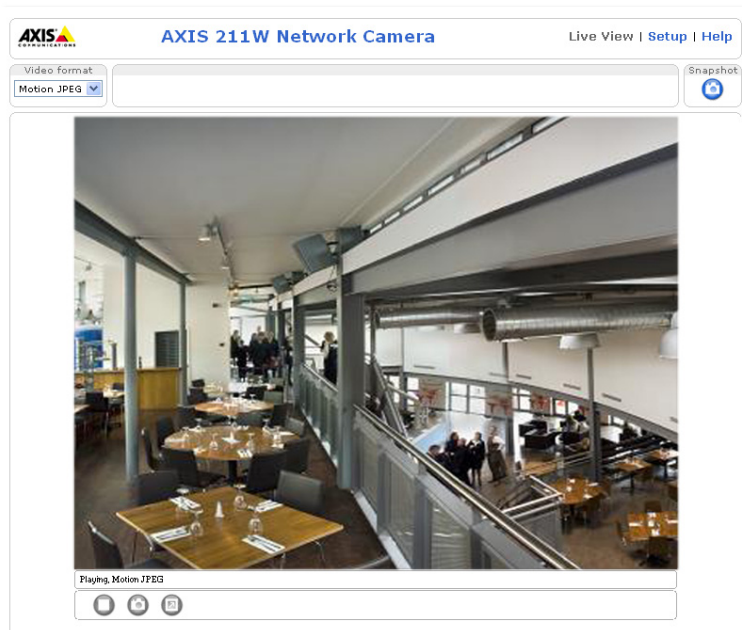 AXIS
COMMUNICATIONS
AXIS 211W Network Camera
Live View | Setup | Help
Video format
Motion JPEG
Snapshot
Playing, Motion JPEG